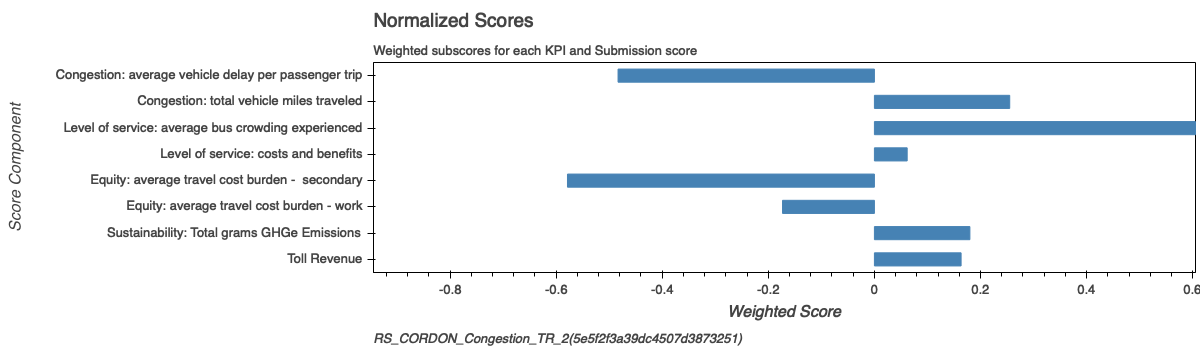 Normalized Scores
Weighted subscores for each KPI and Submission score
Score Component
Congestion: average vehicle delay per passenger trip
Congestion: total vehicle miles traveled
Level of service: average bus crowding experienced
Level of service: costs and benefits
Equity: average travel cost burden -  secondary
Equity: average travel cost burden - work
Sustainability: Total grams GHGe Emissions
Toll Revenue
-0.8 -0.6 -0.4 -0.2 0 0.2 0.4 0.6
Weighted Score
RS_CORDON_Congestion_TR_2(5e5f2f3a39dc4507d3873251)